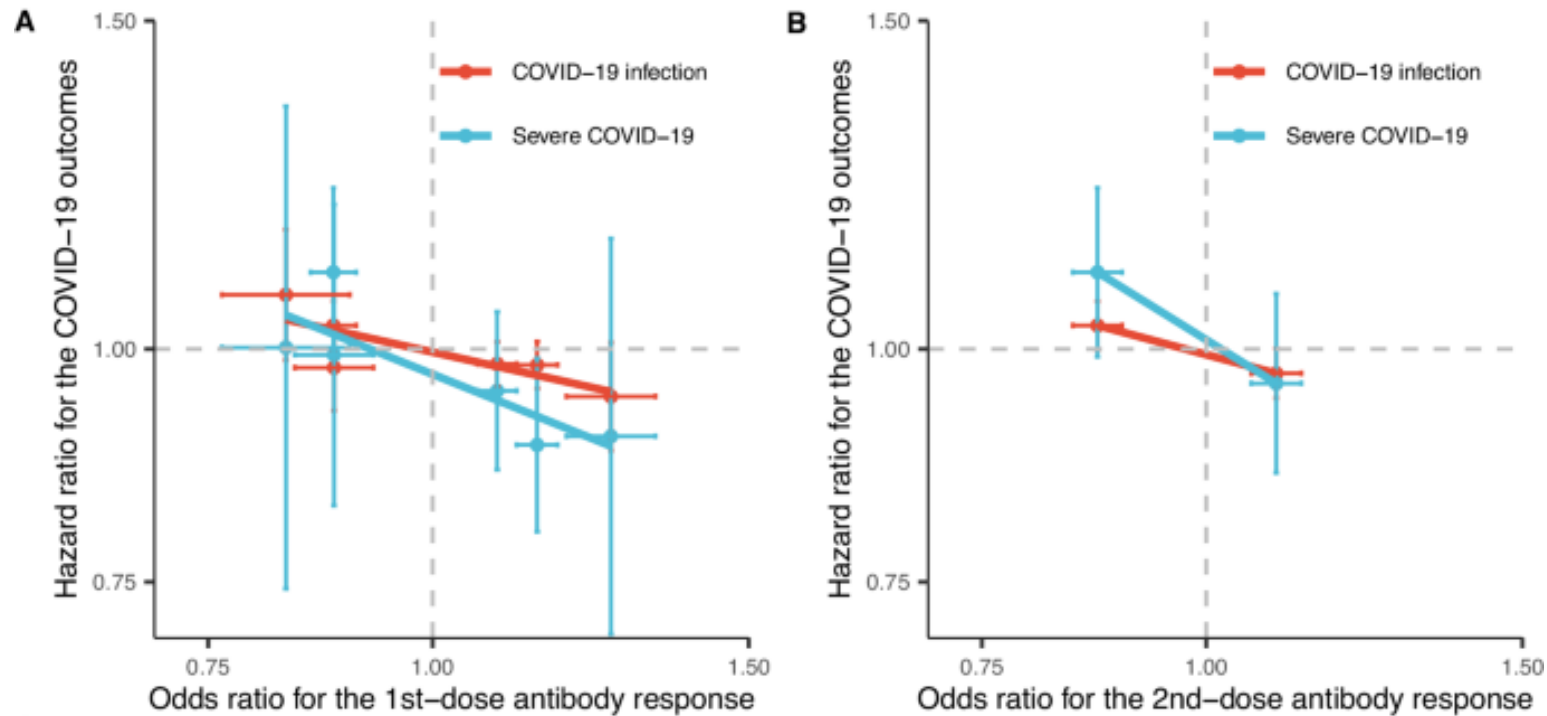 A
Hazard ratio for the COVID−19 outcomes
1.50
1.00
0.75
COVID−19 infection
Severe COVID−19
0.75
1.00
1.50
Odds ratio for the 1st−dose antibody response
B
Hazard ratio for the COVID−19 outcomes
1.50
1.00
0.75
COVID−19 infection
Severe COVID−19
0.75
1.00
1.50
Odds ratio for the 2nd−dose antibody response